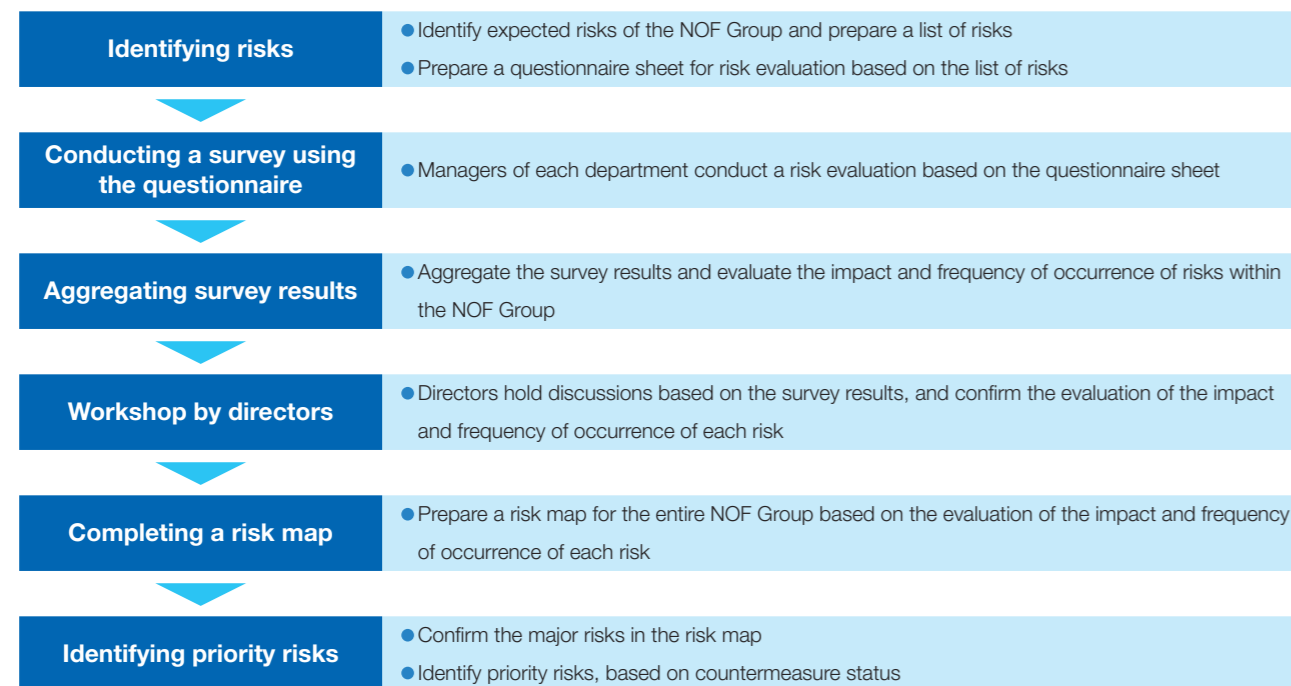 Identifying risks
● Identify expected risks of the NOF Group and prepare a list of risks
● Prepare a questionnaire sheet for risk evaluation based on the list of risks
Conducting a survey using
the questionnaire
● Managers of each department conduct a risk evaluation based on the questionnaire sheet
Aggregating survey results
● Aggregate the survey results and evaluate the impact and frequency of occurrence of risks within
the NOF Group
Workshop by directors
● Directors hold discussions based on the survey results, and confirm the evaluation of the impact
and frequency of occurrence of each risk
Completing a risk map
● Prepare a risk map for the entire NOF Group based on the evaluation of the impact and frequency
of occurrence of each risk
Identifying priority risks
● Confirm the major risks in the risk map
● Identify priority risks, based on countermeasure status